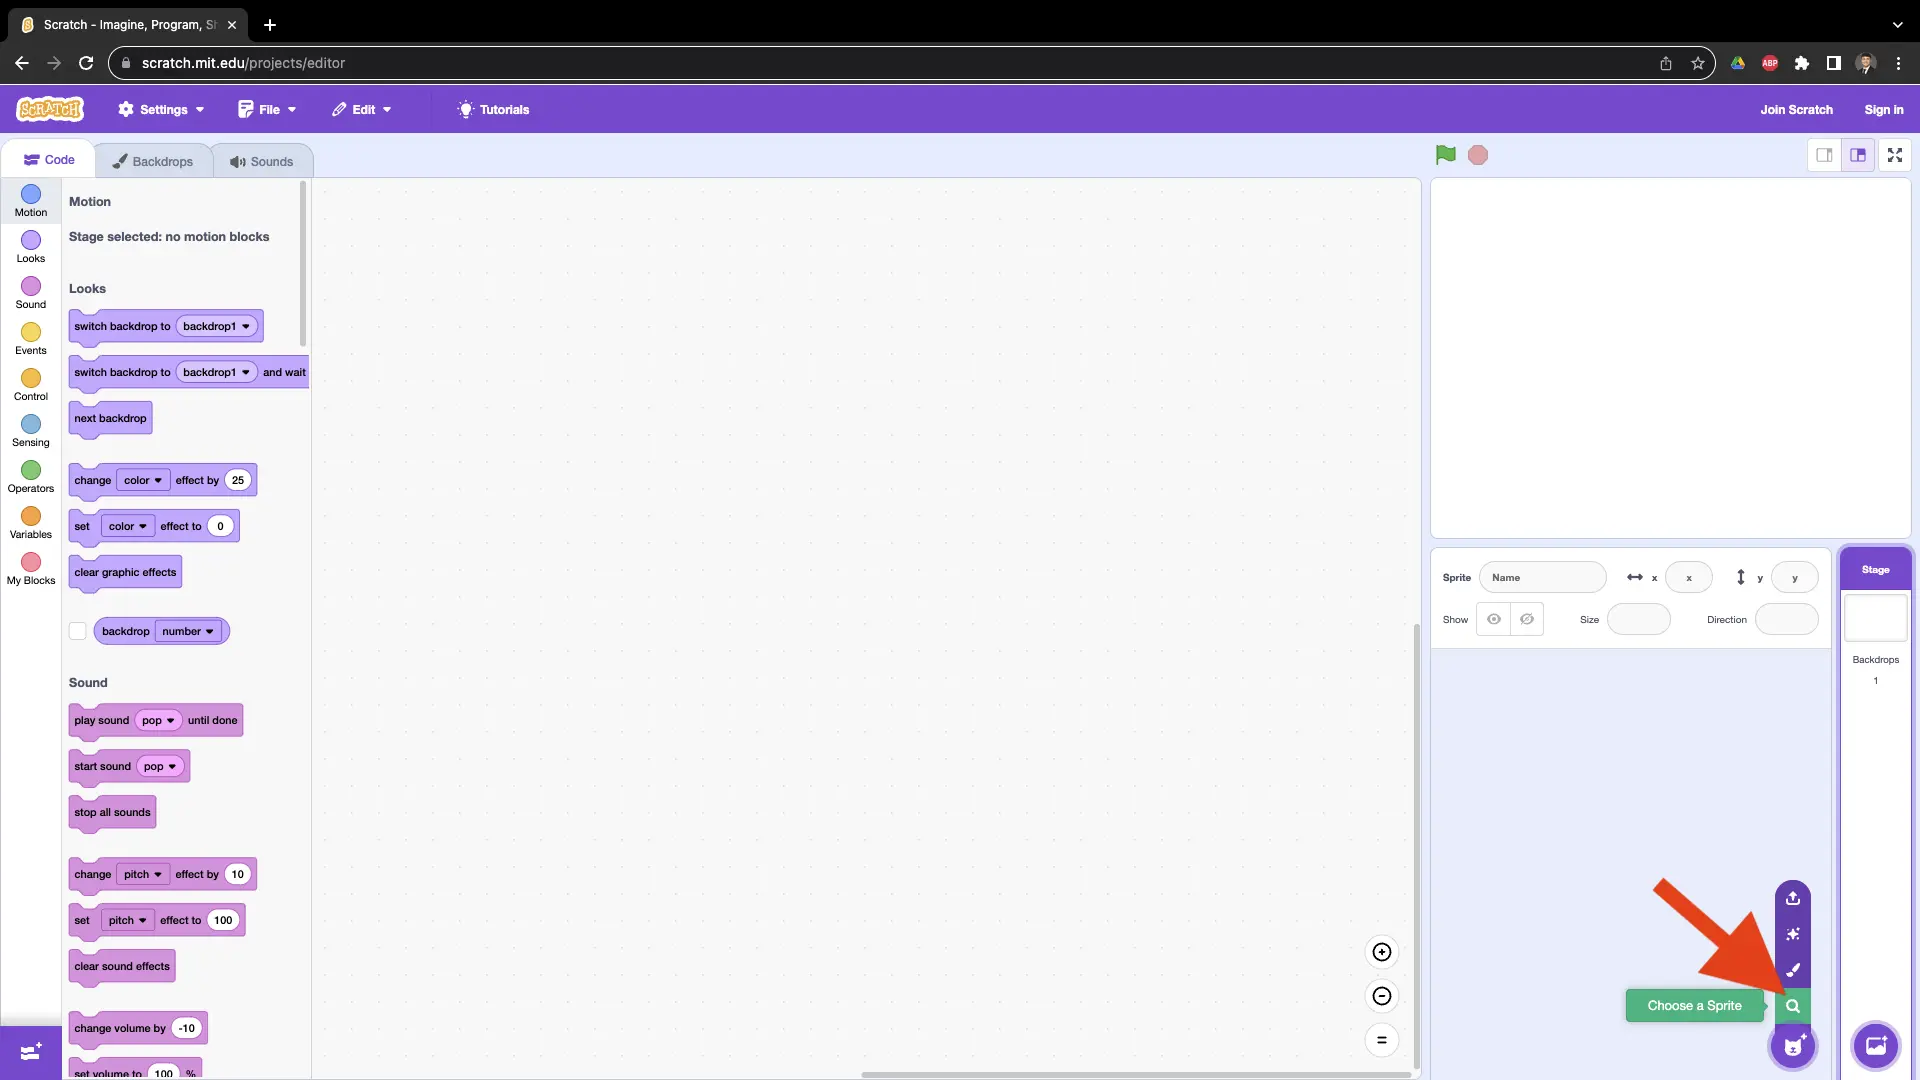 Scratch - Imagine, Program, Sh
scratch.mit.edu/projects/editor
ABP
SCRATCH
Settings
File
Edit
Tutorials
Join Scratch
Sign in
Code
Backdrops
Sounds
Motion
Looks
Sound
Events
Control
Sensing
Operators
Variables
My Blocks
Motion
Stage selected: no motion blocks
Looks
switch backdrop to backdrop1
switch backdrop to backdrop1 and wait
next backdrop
change color effect by 25
set color effect to 0
clear graphic effects
backdrop number
Sound
play sound pop until done
start sound pop
stop all sounds
change pitch effect by 10
set pitch effect to 100
clear sound effects
change volume by -10
set volume to 100 %
Sprite Name x x y y
Show Size Direction
Stage
Backdrops
1
Choose a Sprite